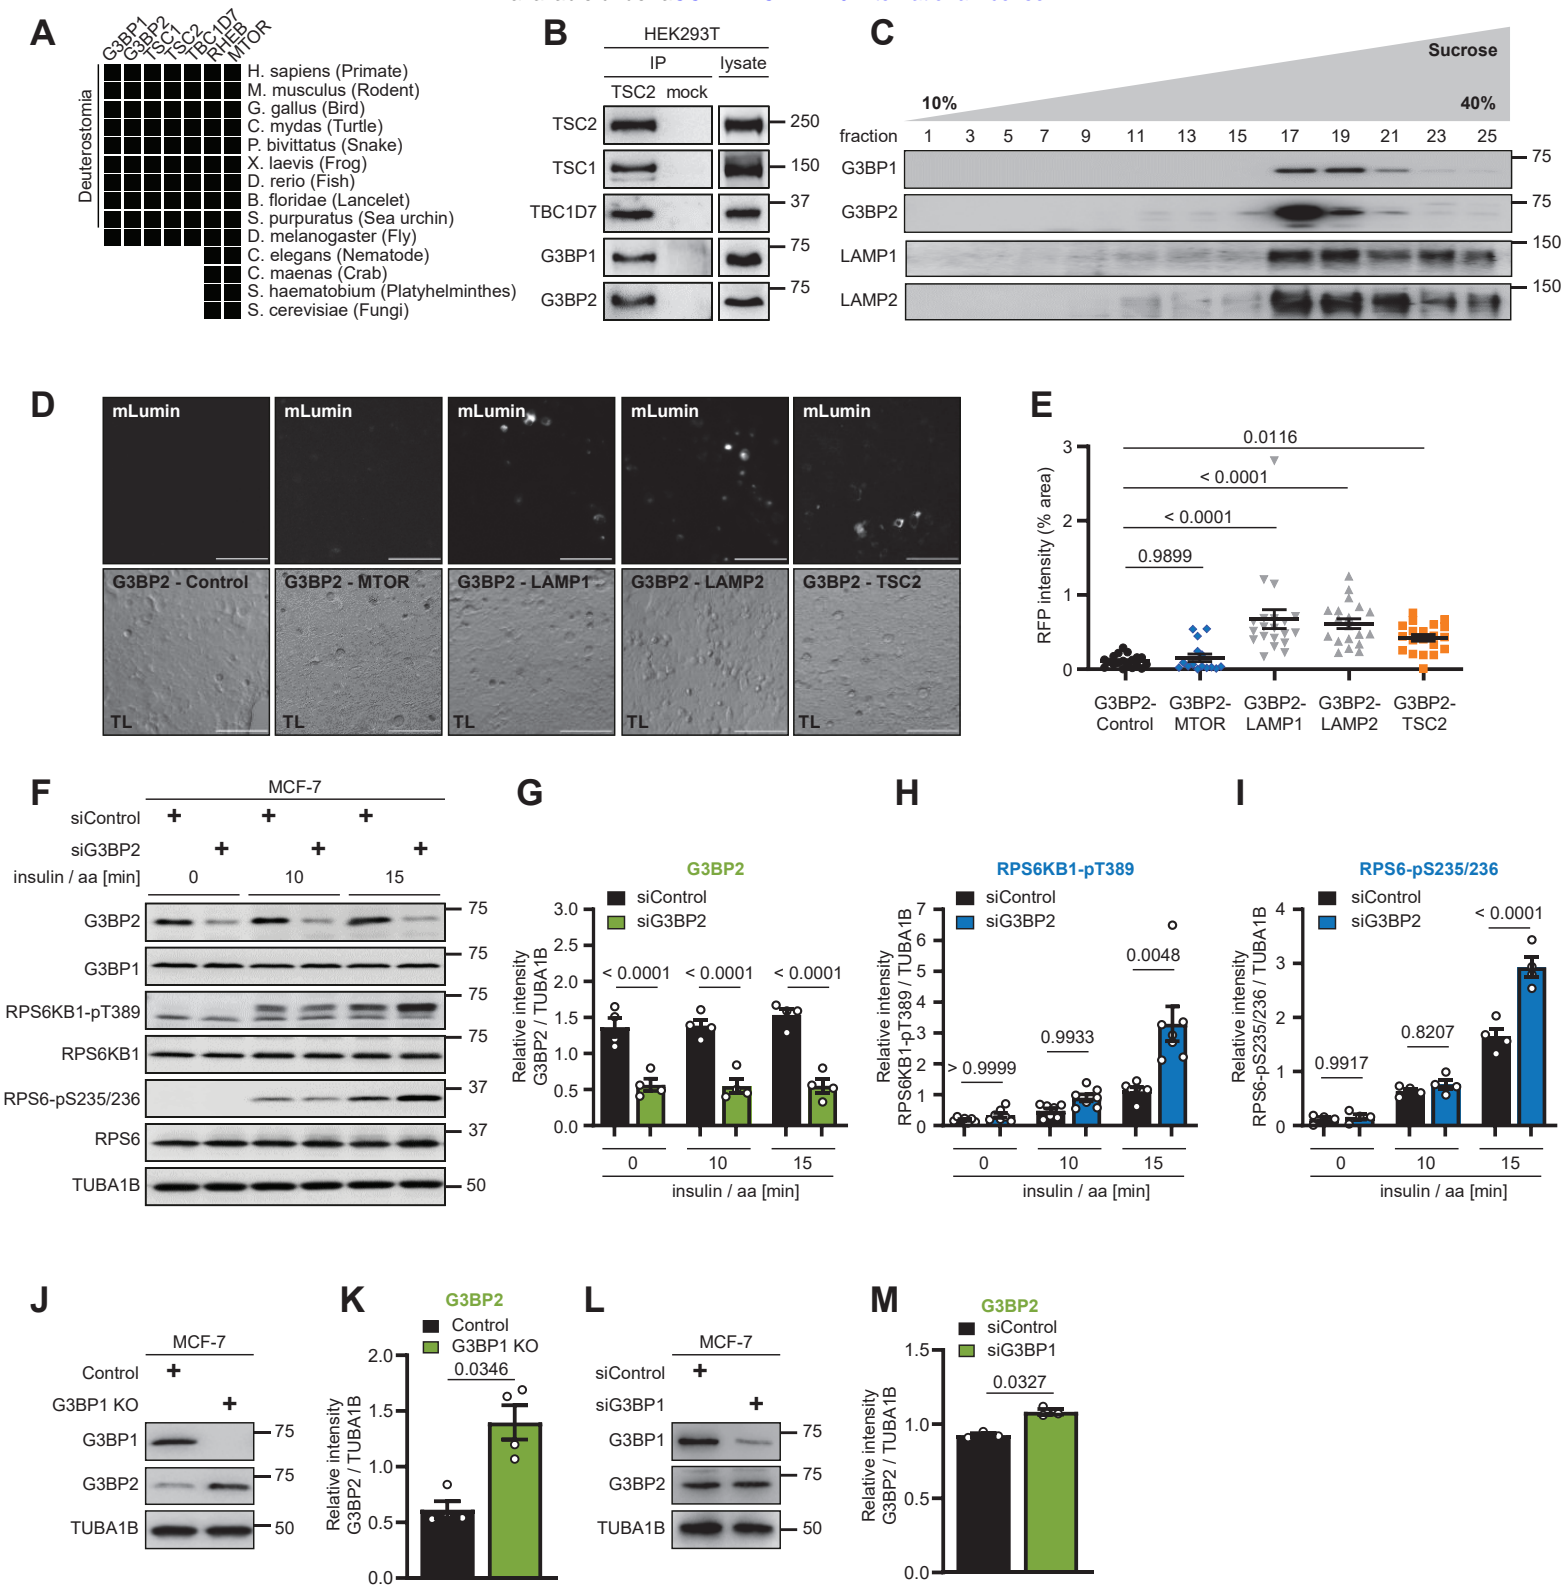 A
G3BP1
G3BP2
TSC1
TSC2
TBC1D7
RHEB
MTOR
Deuterostomia
H. sapiens (Primate)
M. musculus (Rodent)
G. gallus (Bird)
C. mydas (Turtle)
P. bivittatus (Snake)
X. laevis (Frog)
D. rerio (Fish)
B. floridae (Lancelet)
S. purpuratus (Sea urchin)
D. melanogaster (Fly)
C. elegans (Nematode)
C. maenas (Crab)
S. haematobium (Platyhelminthes)
S. cerevisiae (Fungi)
B
HEK293T
IP lysate
TSC2 mock
TSC2 250
TSC1 150
TBC1D7 37
G3BP1 75
G3BP2 75
C
Sucrose
10% 40%
fraction 1 3 5 7 9 11 13 15 17 19 21 23 25
G3BP1 75
G3BP2 75
LAMP1 150
LAMP2 150
D
mLumin mLumin mLumin mLumin mLumin
G3BP2 - Control G3BP2 - MTOR G3BP2 - LAMP1 G3BP2 - LAMP2 G3BP2 - TSC2
TL TL TL TL TL
E
RFP intensity (% area)
3
2
1
0
0.0116
< 0.0001
< 0.0001
0.9899
G3BP2- G3BP2- G3BP2- G3BP2- G3BP2-
Control MTOR LAMP1 LAMP2 TSC2
F
MCF-7
siControl + + +
siG3BP2 + + +
insulin / aa [min] 0 10 15
G3BP2 75
G3BP1 75
RPS6KB1-pT389 75
RPS6KB1 75
RPS6-pS235/236 37
RPS6 37
TUBA1B 50
G
G3BP2
siControl
siG3BP2
Relative intensity
G3BP2 / TUBA1B
3.0
2.5
2.0
1.5
1.0
0.5
0.0
< 0.0001 < 0.0001 < 0.0001
0 10 15
insulin / aa [min]
H
RPS6KB1-pT389
siControl
siG3BP2
Relative intensity
RPS6KB1-pT389 / TUBA1B
7
6
5
4
3
2
1
0
> 0.9999
0.9933
0.0048
0 10 15
insulin / aa [min]
I
RPS6-pS235/236
siControl
siG3BP2
Relative intensity
RPS6-pS235/236 / TUBA1B
4
3
2
1
0
0.9917
0.8207
< 0.0001
0 10 15
insulin / aa [min]
J
MCF-7
Control +
G3BP1 KO +
G3BP1 75
G3BP2 75
TUBA1B 50
K
G3BP2
Control
G3BP1 KO
Relative intensity
G3BP2 / TUBA1B
2.0
1.5
1.0
0.5
0.0
0.0346
L
MCF-7
siControl +
siG3BP1 +
G3BP1 75
G3BP2 75
TUBA1B 50
M
G3BP2
siControl
siG3BP1
Relative intensity
G3BP2 / TUBA1B
1.5
1.0
0.5
0.0
0.0327